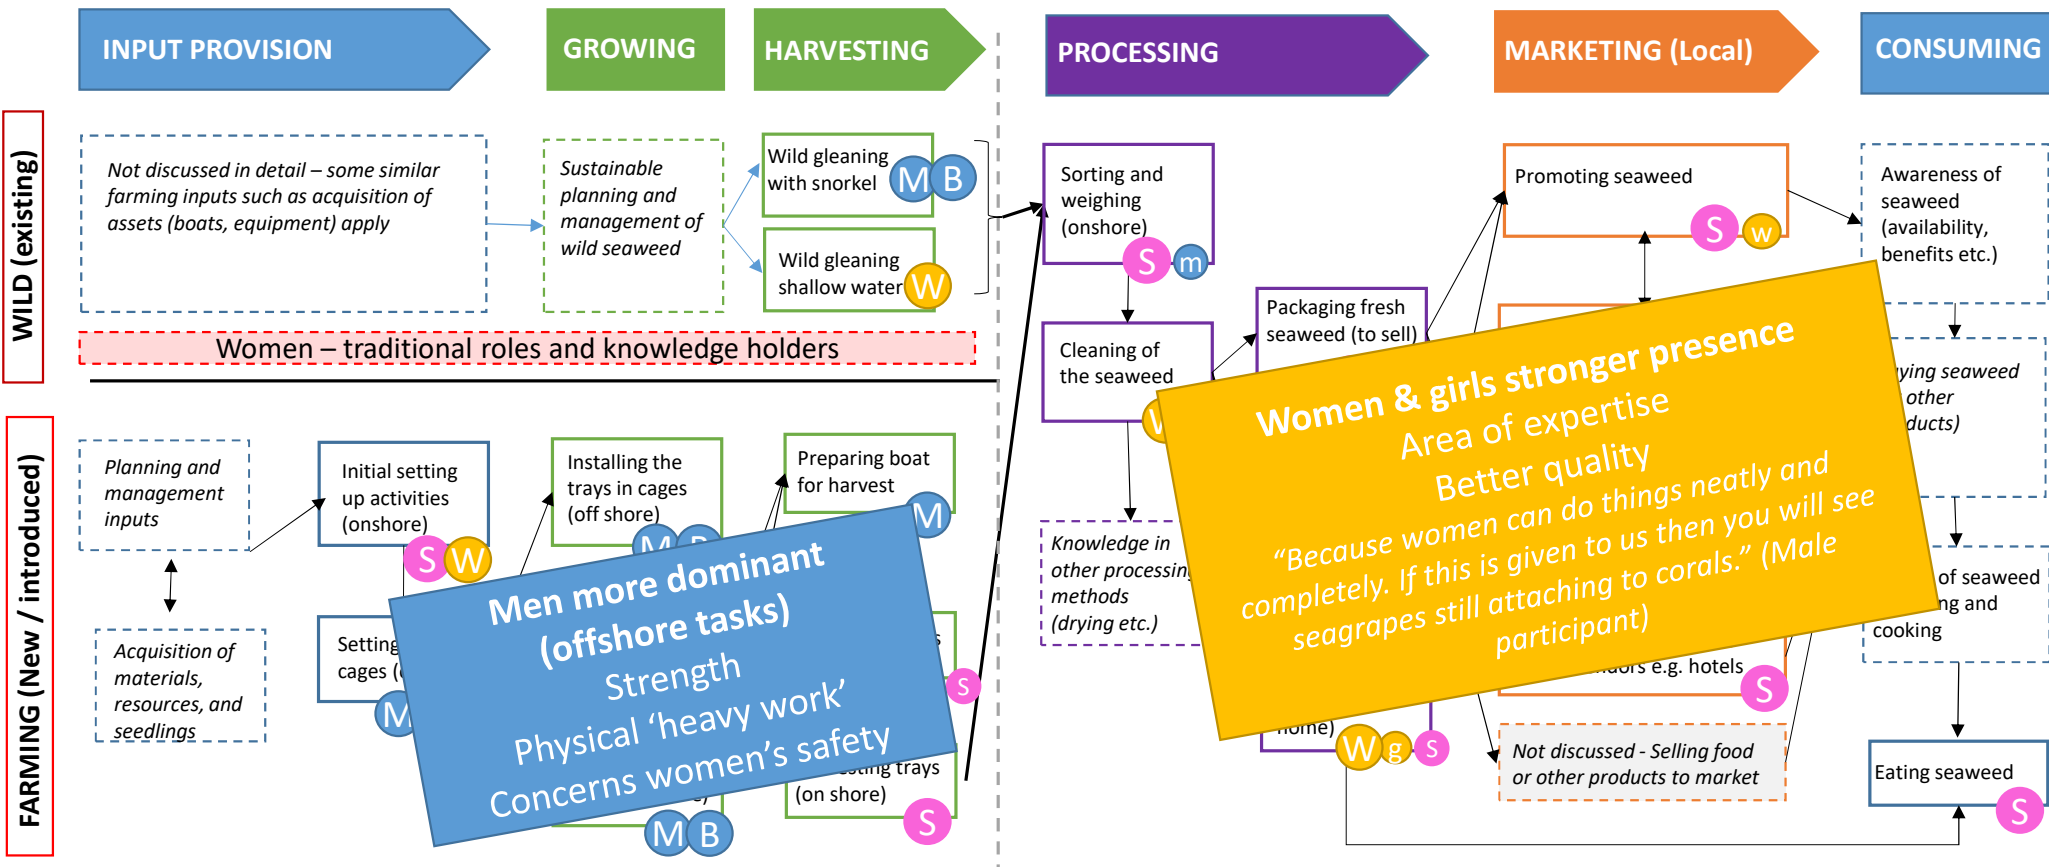 INPUT PROVISION
GROWING
HARVESTING
PROCESSING
MARKETING (Local)
CONSUMING
WILD (existing)
Not discussed in detail – some similar
farming inputs such as acquisition of
assets (boats, equipment) apply
Sustainable
planning and
management of
wild seaweed
Wild gleaning
with snorkel
M B
Wild gleaning
shallow water
W
Women – traditional roles and knowledge holders
Sorting and
weighing
(onshore)
S m
Cleaning of
the seaweed
Packaging fresh
seaweed (to sell)
Knowledge in
other processing
methods
(drying etc.)
home)
W g S
Promoting seaweed
S w
e.g. hotels
S
Not discussed - Selling food
or other products to market
Awareness of
seaweed
(availability,
benefits etc.)
seaweed
other
of seaweed
and
cooking
Eating seaweed
S
Women & girls stronger presence
Area of expertise
Better quality
“Because women can do things neatly and
completely. If this is given to us then you will see
seagrapes still attaching to corals.” (Male
participant)
FARMING (New / introduced)
Planning and
management
inputs
Acquisition of
materials,
resources, and
seedlings
Initial setting
up activities
(onshore)
S W
Setting
cages
M
Installing the
trays in cages
(off shore)
M B
Preparing boat
for harvest
M
S
trays
(on shore)
S
M B
Men more dominant
(offshore tasks)
Strength
Physical ‘heavy work’
Concerns women’s safety